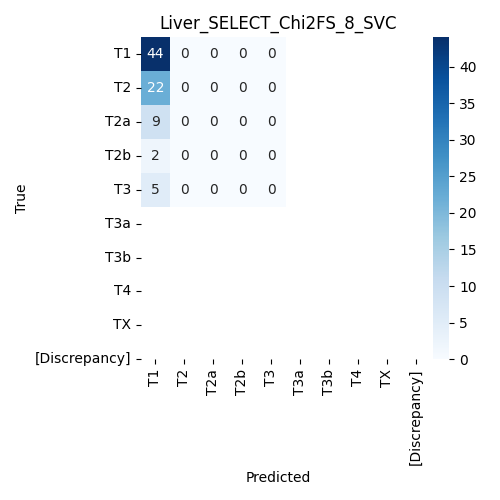 Liver_SELECT_Chi2FS_8_SVC
True
T1 44 0 0 0 0
T2 22 0 0 0 0
T2a 9 0 0 0 0
T2b 2 0 0 0 0
T3 5 0 0 0 0
T3a
T3b
T4
TX
[Discrepancy]
T1 T2 T2a T2b T3 T3a T3b T4 TX [Discrepancy]
Predicted
40
35
30
25
20
15
10
5
0